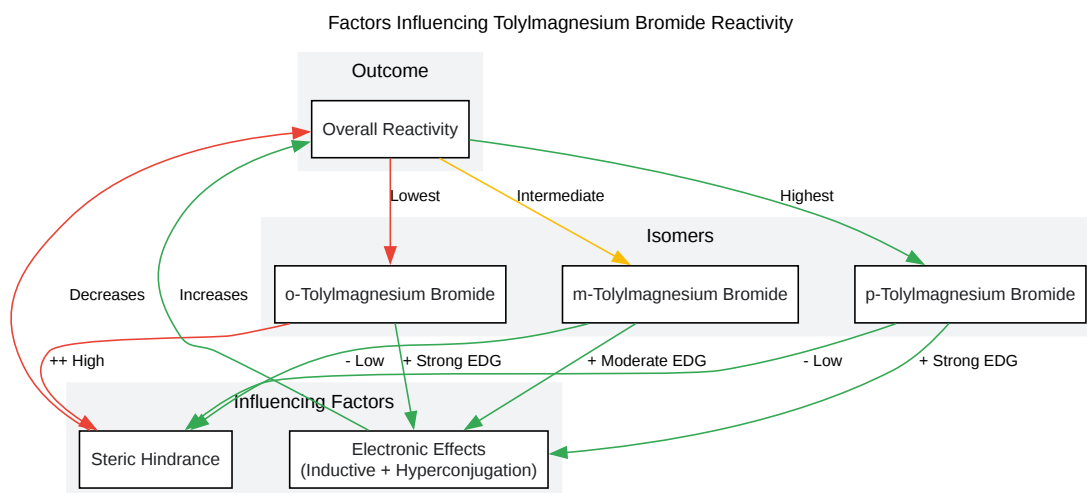 Factors Influencing Tolylmagnesium Bromide Reactivity
Outcome
Overall Reactivity
Lowest
Intermediate
Highest
Isomers
o-Tolylmagnesium Bromide
m-Tolylmagnesium Bromide
p-Tolylmagnesium Bromide
Decreases
Increases
++ High
- Low
+ Strong EDG
+ Moderate EDG
- Low
+ Strong EDG
Influencing Factors
Steric Hindrance
Electronic Effects
(Inductive + Hyperconjugation)